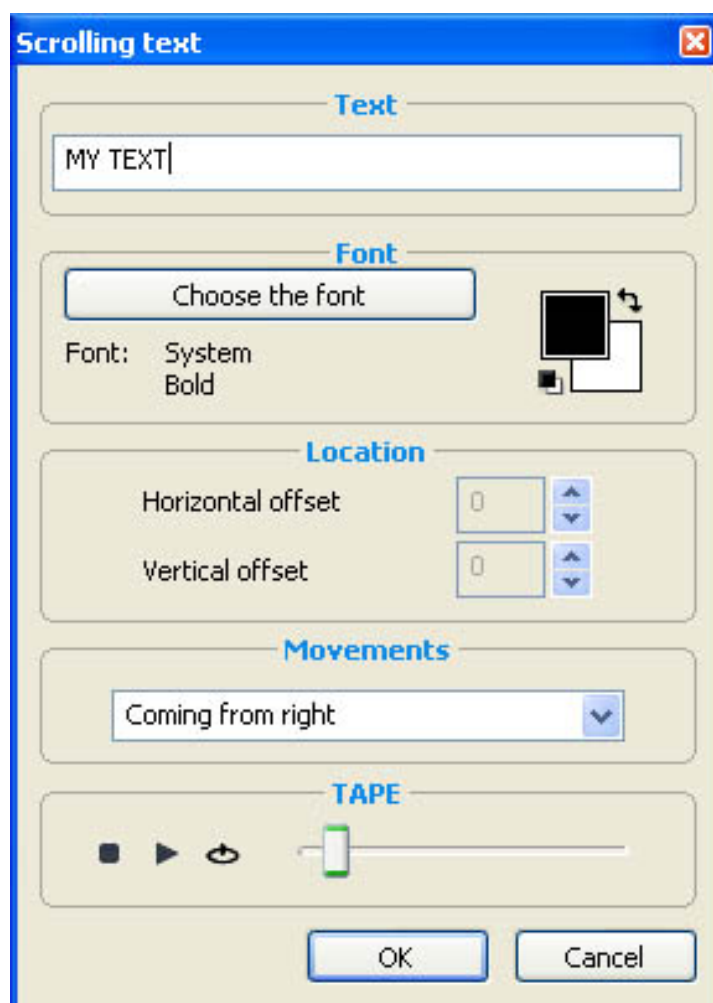 Scrolling text
Text
MY TEXT
Font
Choose the font
Font: System
Bold
Location
Horizontal offset 0
Vertical offset 0
Movements
Coming from right
TAPE
OK Cancel